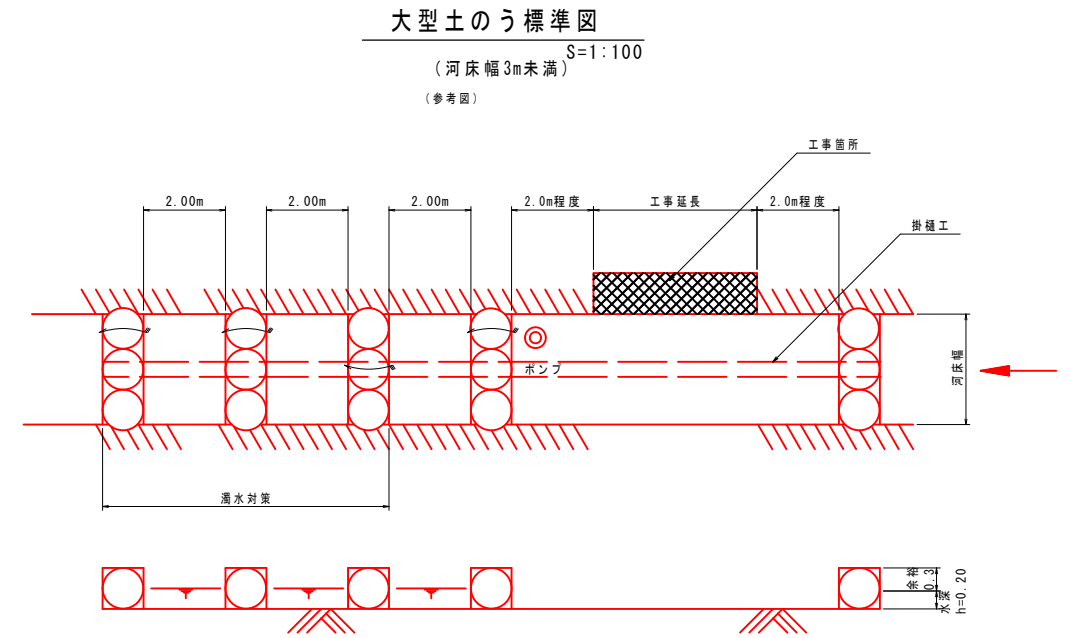 大型土のう標準図
S=1:100
(河床幅3m未満)
(参考図)
工事箇所
2.00m
2.00m
2.00m
2.0m程度
工事延長
2.0m程度
掛樋工
ポンプ
河床幅
濁水対策
余裕
0.3
水深
h=0.20